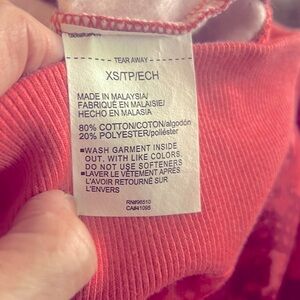 - TEAR AWAY -
XS/TP/ECH
MADE IN MALAYSIA/
FABRIQUÉ EN MALAISIE/
HECHO EN MALASIA
80% COTTON/COTON/algodón
20% POLYESTER/poliéster
▪WASH GARMENT INSIDE
OUT. WITH LIKE COLORS.
DO NOT USE SOFTENERS
▪LAVER LE VÊTEMENT APRÈS
L'AVOIR RETOURNÉ SUR
L'ENVERS
RN#96510
CA#41095